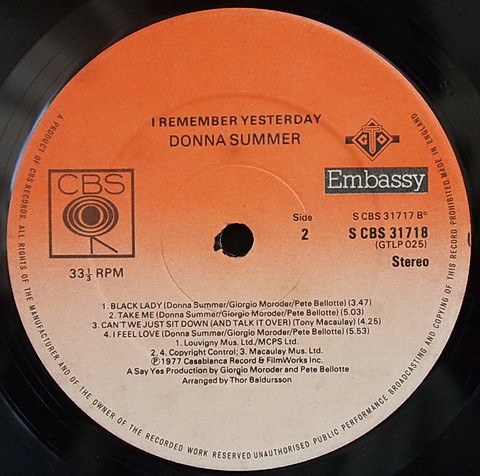 I REMEMBER YESTERDAY
DONNA SUMMER
GTO
CBS
Embassy
Side
2
S CBS 31717 B°
S CBS 31718
(GTLP 025)
Stereo
33⅓ RPM
1. BLACK LADY (Donna Summer/Giorgio Moroder/Pete Bellotte) (3.47)
2. TAKE ME (Donna Summer/Giorgio Moroder/Pete Bellotte) (5.03)
3. CAN'T WE JUST SIT DOWN (AND TALK IT OVER) (Tony Macaulay) (4.25)
4. I FEEL LOVE (Donna Summer/Giorgio Moroder/Pete Bellotte) (5.53)
1. Louvigny Mus. Ltd./MCPS Ltd.
2.4. Copyright Control; 3. Macaulay Mus. Ltd.
℗ 1977 Casablanca Record & FilmWorks Inc.
A Say Yes Production by Giorgio Moroder and Pete Bellotte
Arranged by Thor Baldursson
A PRODUCT OF CBS RECORDS. ALL RIGHTS OF THE MANUFACTURER AND OF THE OWNER OF THE RECORDED WORK RESERVED UNAUTHORISED PUBLIC PERFORMANCE BROADCASTING AND COPYING OF THIS RECORD PROHIBITED. MADE IN ENGLAND